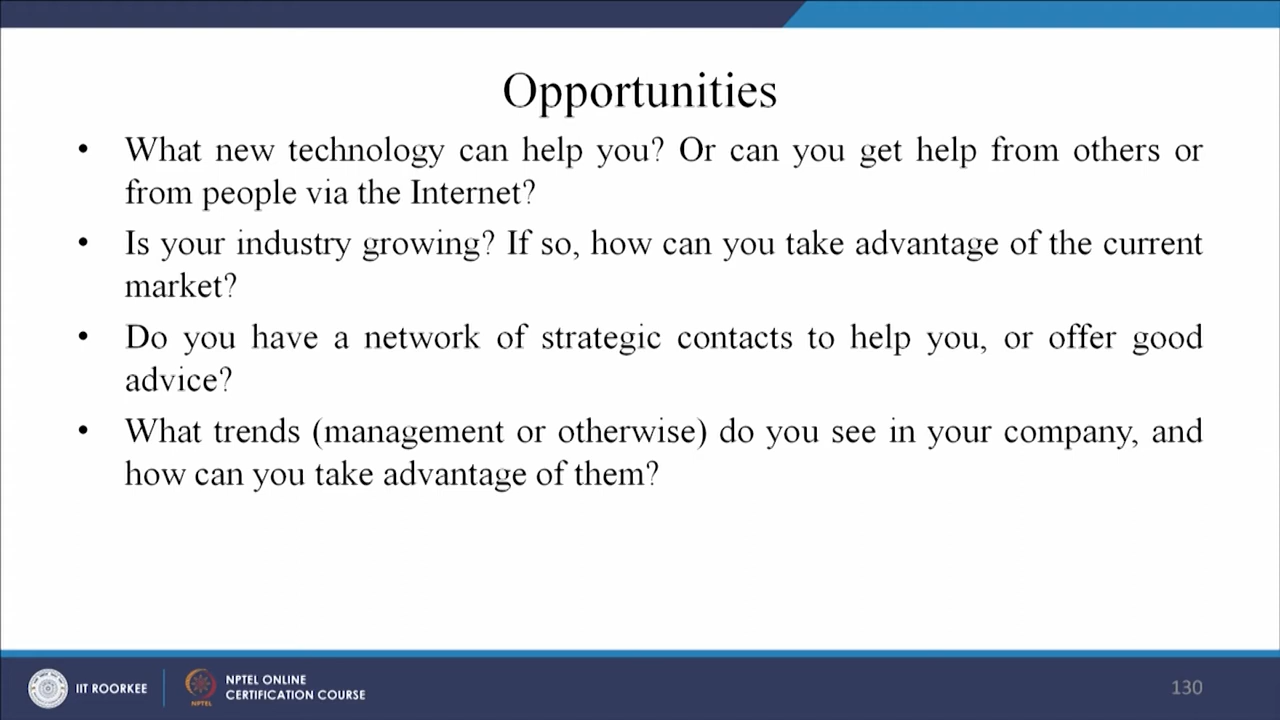 Opportunities
• What new technology can help you? Or can you get help from others or
from people via the Internet?
• Is your industry growing? If so, how can you take advantage of the current
market?
• Do you have a network of strategic contacts to help you, or offer good
advice?
• What trends (management or otherwise) do you see in your company, and
how can you take advantage of them?
IIT ROORKEE
NPTEL
NPTEL ONLINE
CERTIFICATION COURSE
130